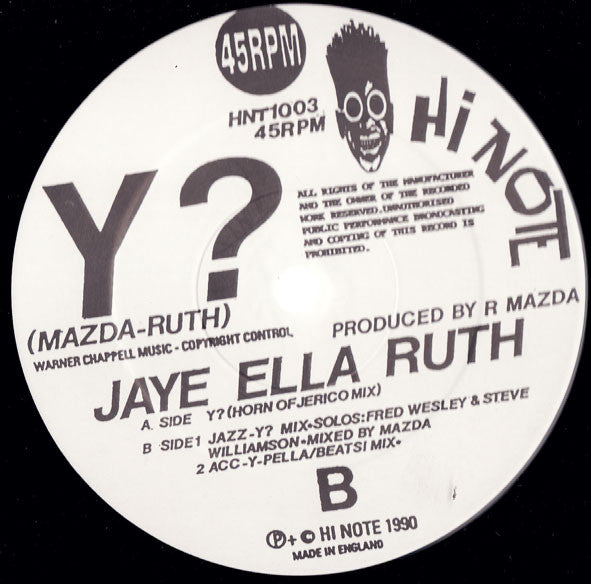 45RPM
HNT1003
45RPM
HI NOTE
Y?
ALL RIGHTS OF THE MANUFACTURER
AND THE OWNER OF THE RECORDED
WORK RESERVED.UNAUTHORISED
PUBLIC PERFORMANCE BROADCASTING
AND COPYING OF THIS RECORD IS
PROHIBITED.
(MAZDA-RUTH)
WARNER CHAPPELL MUSIC - COPYRIGHT CONTROL
PRODUCED BY R MAZDA
JAYE ELLA RUTH
A. SIDE Y? (HORN OF JERICO MIX)
B SIDE1 JAZZ-Y? MIX•SOLOS:FRED WESLEY & STEVE
WILLIAMSON•MIXED BY MAZDA
2 ACC-Y-PELLA/BEATS! MIX•
B
℗+© HI NOTE 1990
MADE IN ENGLAND